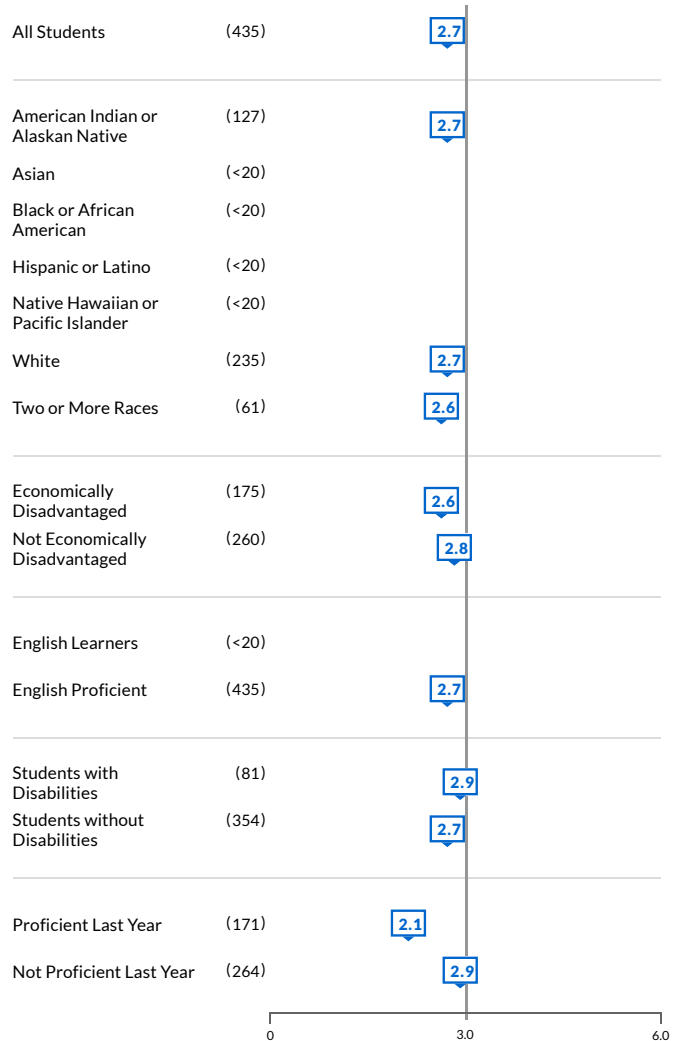 All Students (435) 2.7
American Indian or (127) 2.7
Alaskan Native
Asian (<20)
Black or African (<20)
American
Hispanic or Latino (<20)
Native Hawaiian or (<20)
Pacific Islander
White (235) 2.7
Two or More Races (61) 2.6
Economically (175) 2.6
Disadvantaged
Not Economically (260) 2.8
Disadvantaged
English Learners (<20)
English Proficient (435) 2.7
Students with (81) 2.9
Disabilities
Students without (354) 2.7
Disabilities
Proficient Last Year (171) 2.1
Not Proficient Last Year (264) 2.9
0 3.0 6.0